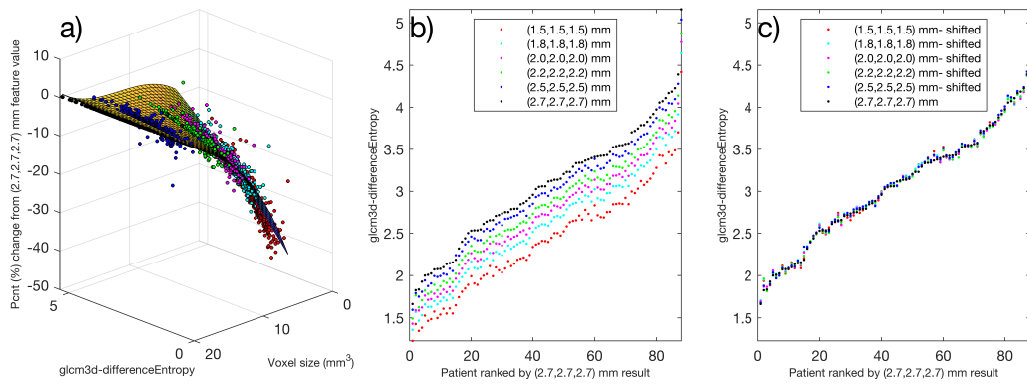 a)
10
0
-10
-20
-30
-40
-50
Pcnt (%) change from (2.7,2.7,2.7) mm feature value
5
0
glcm3d-differenceEntropy
20
10
0
Voxel size (mm³)
b)
5
4.5
4
3.5
3
2.5
2
1.5
glcm3d-differenceEntropy
(1.5,1.5,1.5) mm
(1.8,1.8,1.8) mm
(2.0,2.0,2.0) mm
(2.2,2.2,2.2) mm
(2.5,2.5,2.5) mm
(2.7,2.7,2.7) mm
0
20
40
60
80
Patient ranked by (2.7,2.7,2.7) mm result
c)
5
4.5
4
3.5
3
2.5
2
1.5
glcm3d-differenceEntropy
(1.5,1.5,1.5) mm- shifted
(1.8,1.8,1.8) mm- shifted
(2.0,2.0,2.0) mm- shifted
(2.2,2.2,2.2) mm- shifted
(2.5,2.5,2.5) mm- shifted
(2.7,2.7,2.7) mm
0
20
40
60
80
Patient ranked by (2.7,2.7,2.7) mm result